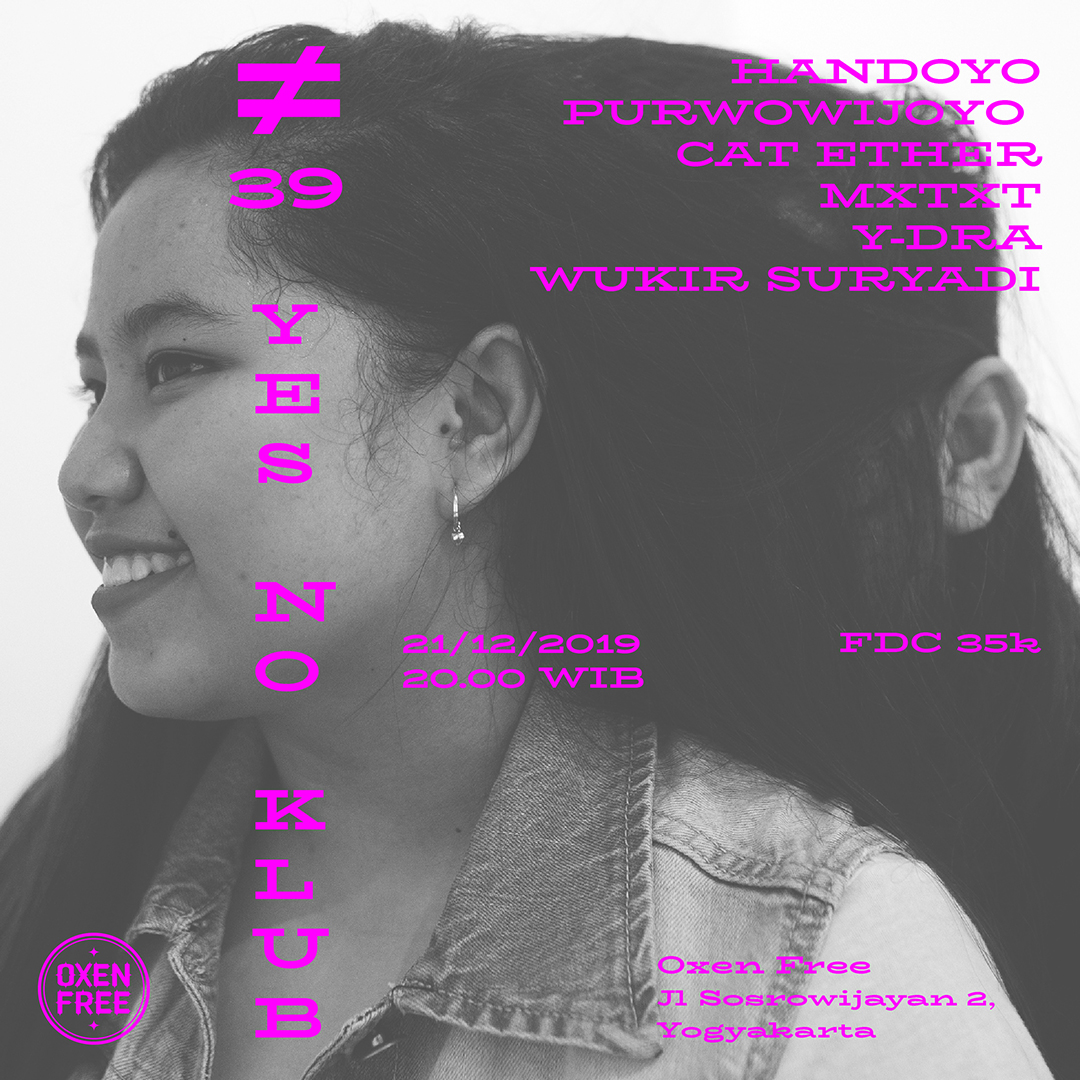 ≠
39
YES NO KLUB
HANDOYO
PURWOWIJOYO
CAT ETHER
MXTXT
Y-DRA
WUKIR SURYADI
21/12/2019
20.00 WIB
FDC 35k
OXEN
FREE
Oxen Free
Jl Sosrowijayan 2,
Yogyakarta